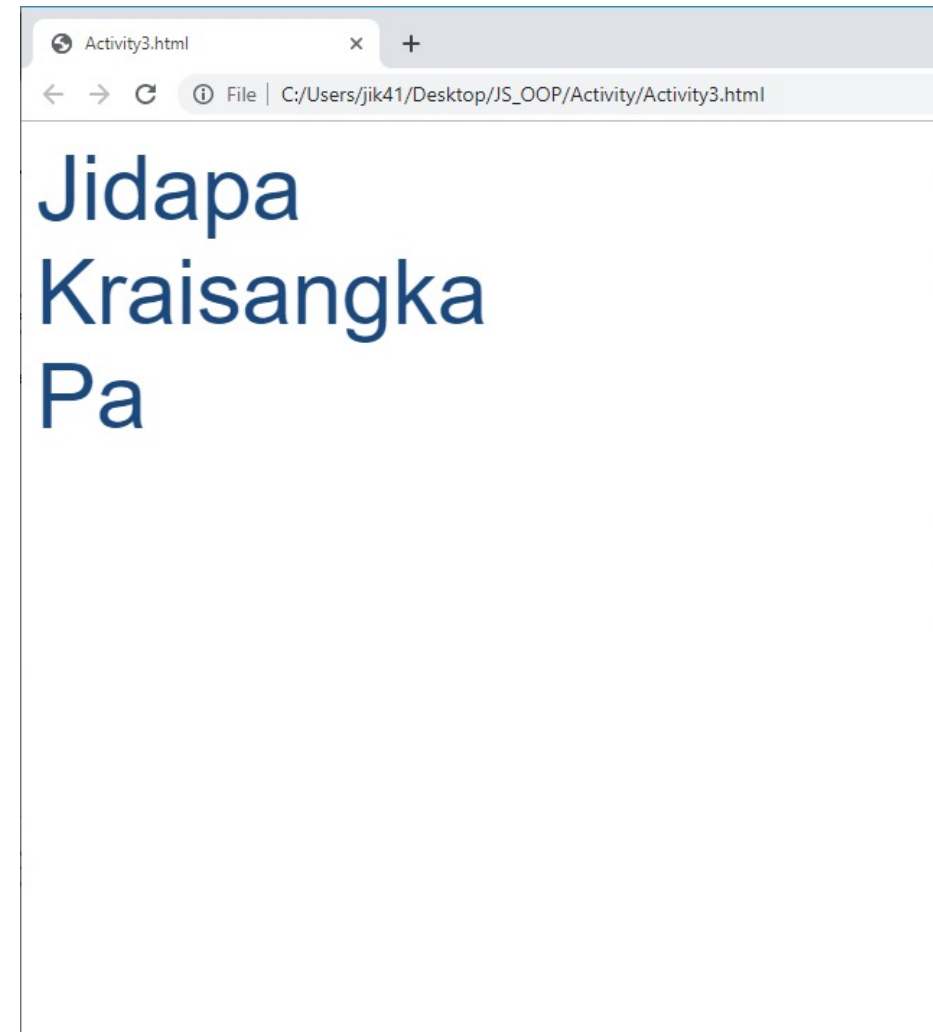 Activity3.html
File | C:/Users/jik41/Desktop/JS_OOP/Activity/Activity3.html
Jidapa
Kraisangka
Pa